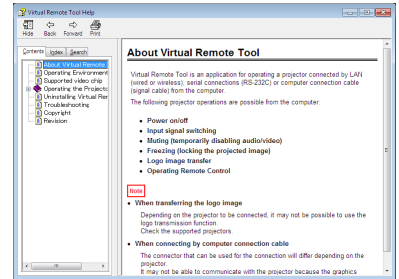 Virtual Remote Tool Help
Hide Back Forward Print
Contents Index Search
About Virtual Remote
Operating Environment
Supported video chip
Operating the Projecto
Uninstalling Virtual Rer
Troubleshooting
Copyright
Revision
About Virtual Remote Tool
Virtual Remote Tool is an application for operating a projector connected by LAN
(wired or wireless), serial connections (RS-232C) or computer connection cable
(signal cable) from the computer.
The following projector operations are possible from the computer:
• Power on/off
• Input signal switching
• Muting (temporarily disabling audio/video)
• Freezing (locking the projected image)
• Logo image transfer
• Operating Remote Control
Note
• When transferring the logo image
Depending on the projector to be connected, it may not be possible to use the
logo transmission function.
Check the supported projectors.
• When connecting by computer connection cable
The connector that can be used for the connection will differ depending on the
projector.
It may not be able to communicate with the projector because the graphics